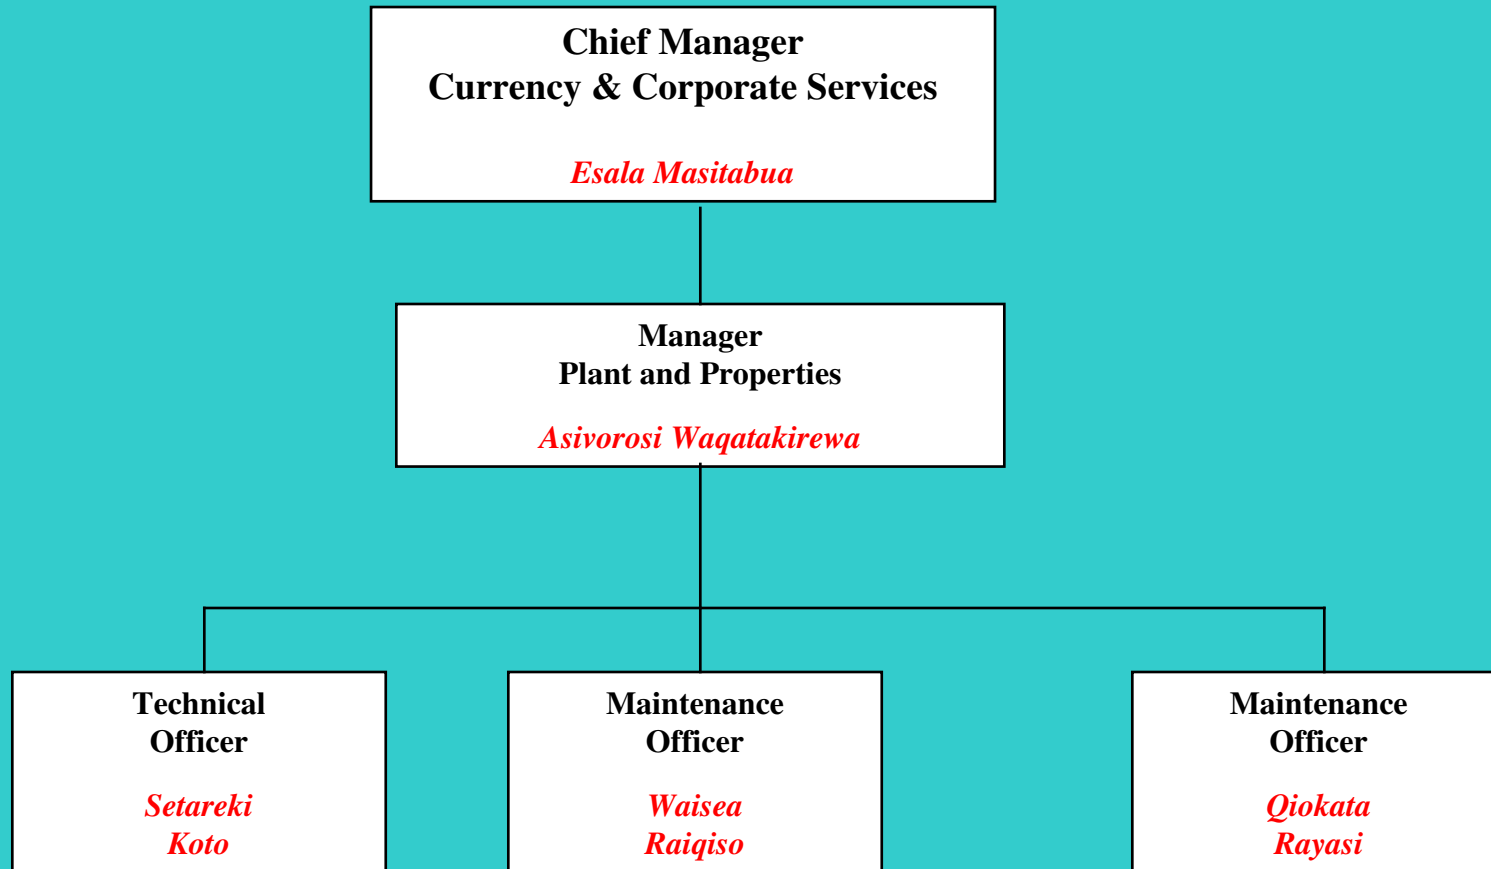 Chief Manager
Currency & Corporate Services
Esala Masitabua
Manager
Plant and Properties
Asivorosi Waqatakirewa
Technical
Officer
Setareki
Koto
Maintenance
Officer
Waisea
Raiqiso
Maintenance
Officer
Qiokata
Rayasi